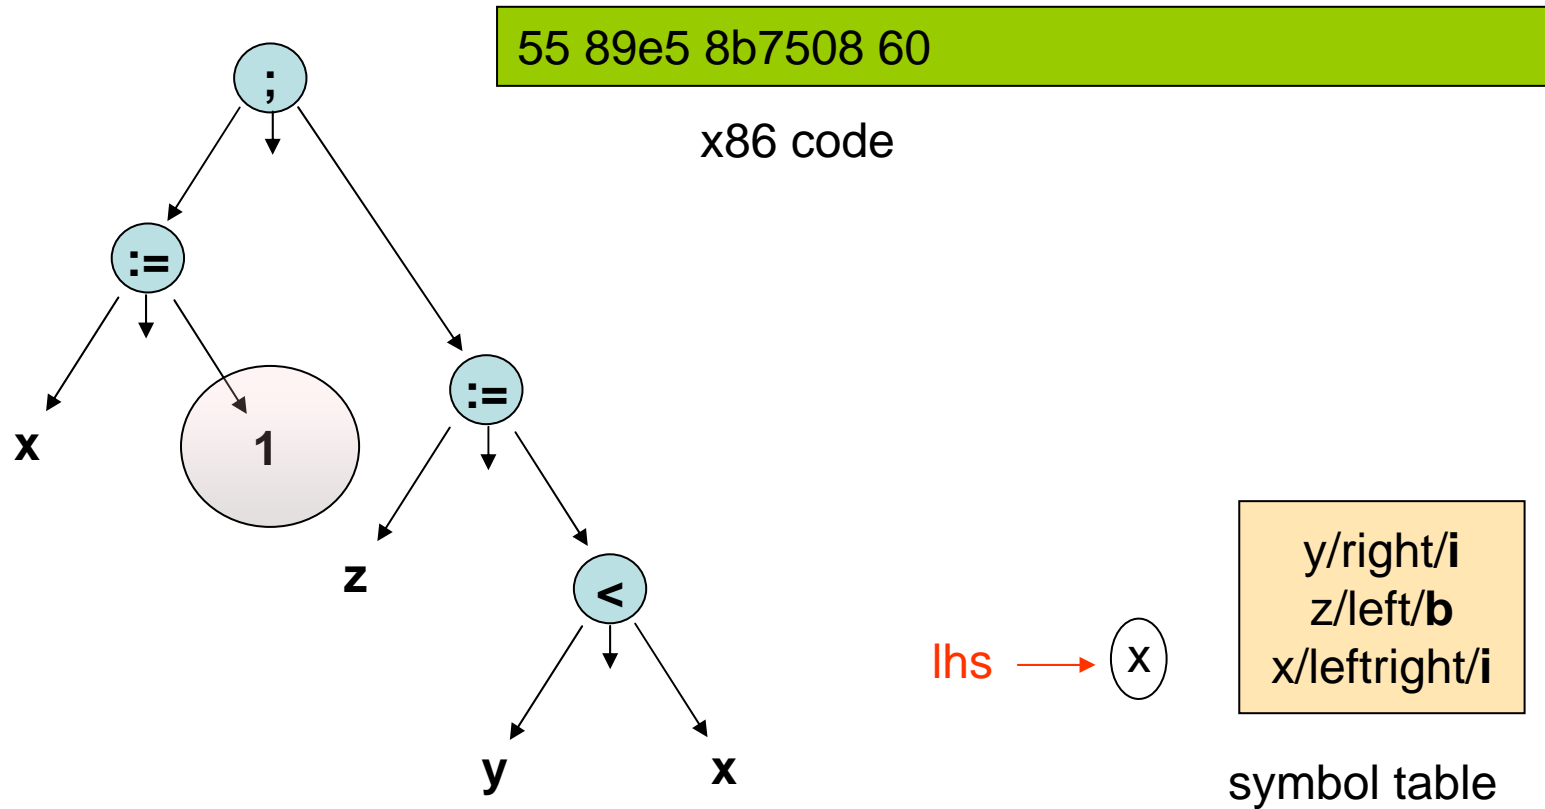 55 89e5 8b7508 60
;
x86 code
:=
:=
x
1
z
<
y/right/i
z/left/b
lhs
x
x/leftright/i
y
x
symbol table